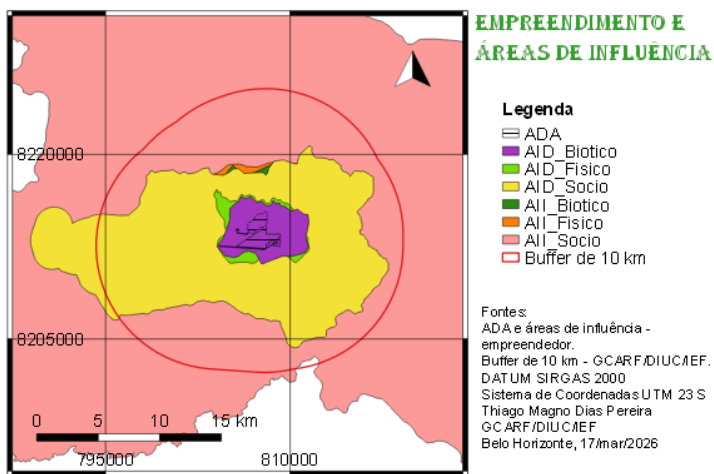 EMPREENDIMENTO E
ÁREAS DE INFLUÊNCIA
Legenda
ADA
AID_Biotico
AID_Fisico
AID_Socio
AII_Biotico
AII_Fisico
AII_Socio
Buffer de 10 km
8220000
8205000
0 5 10 15 km
795000 810000
Fontes:
ADA e áreas de influência -
empreendedor.
Buffer de 10 km - GCARF/DIUC/IEF.
DATUM SIRGAS 2000
Sistema de Coordenadas UTM 23 S
Thiago Magno Dias Pereira
GCARF/DIUC/IEF
Belo Horizonte, 17/mar/2026